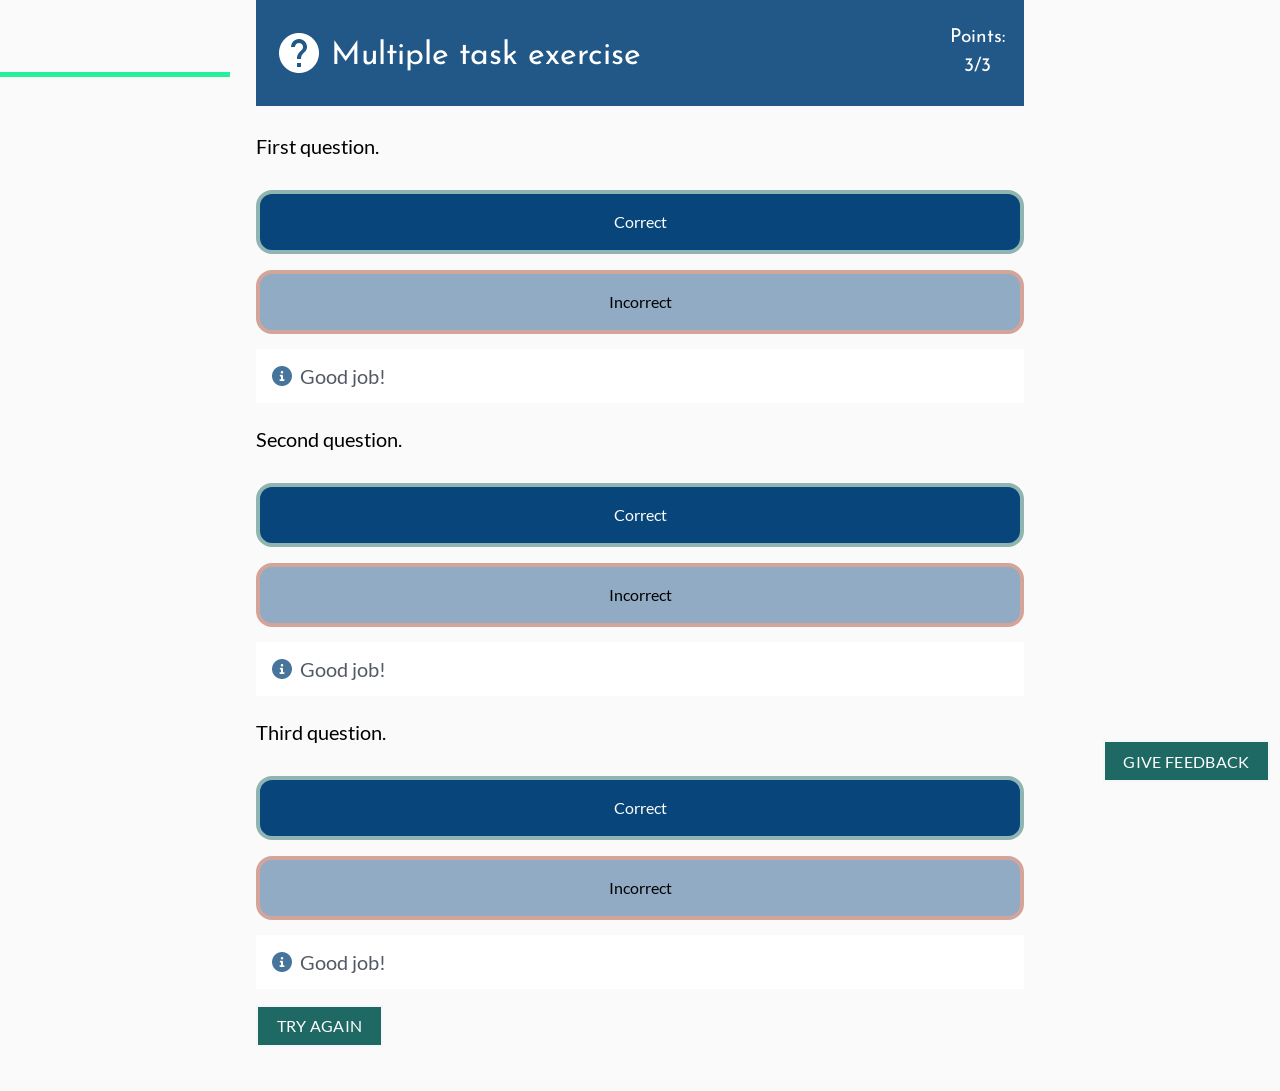 Multiple task exercise
Points:
3/3
First question.
Correct
Incorrect
Good job!
Second question.
Correct
Incorrect
Good job!
Third question.
GIVE FEEDBACK
Correct
Incorrect
Good job!
TRY AGAIN